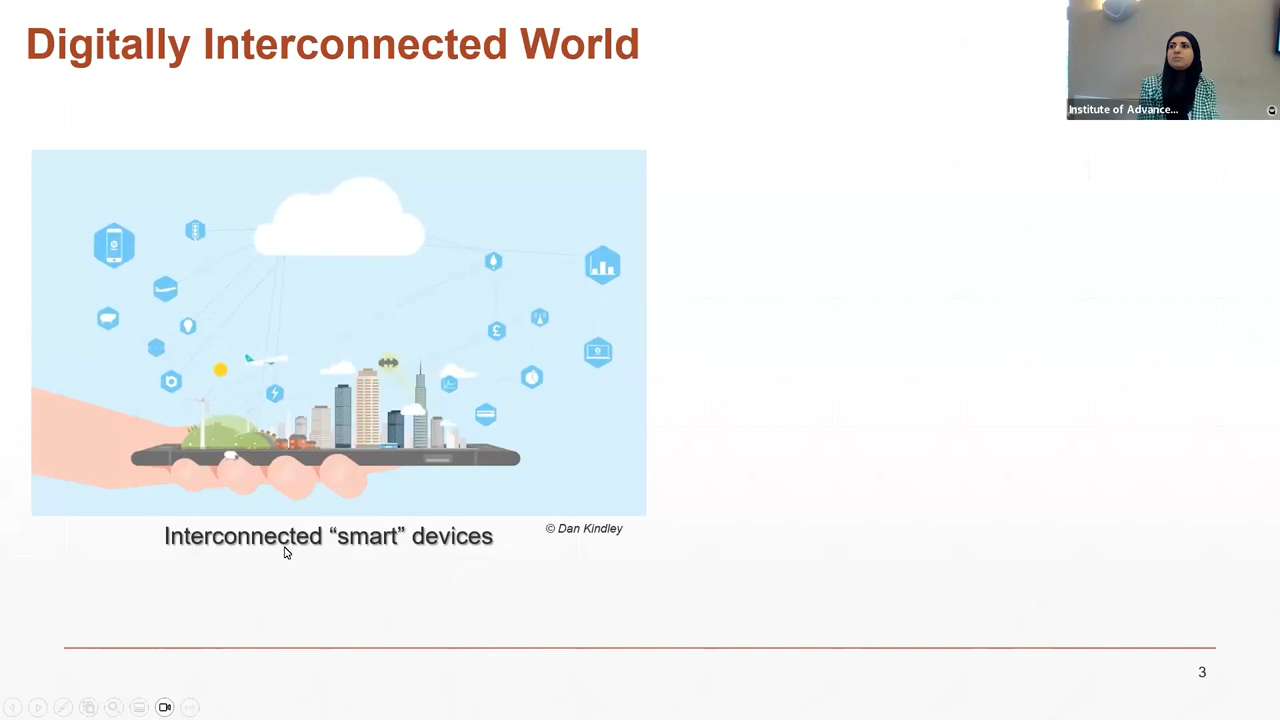 Digitally Interconnected World
Institute of Advance...
£
Interconnected “smart” devices
© Dan Kindley
3